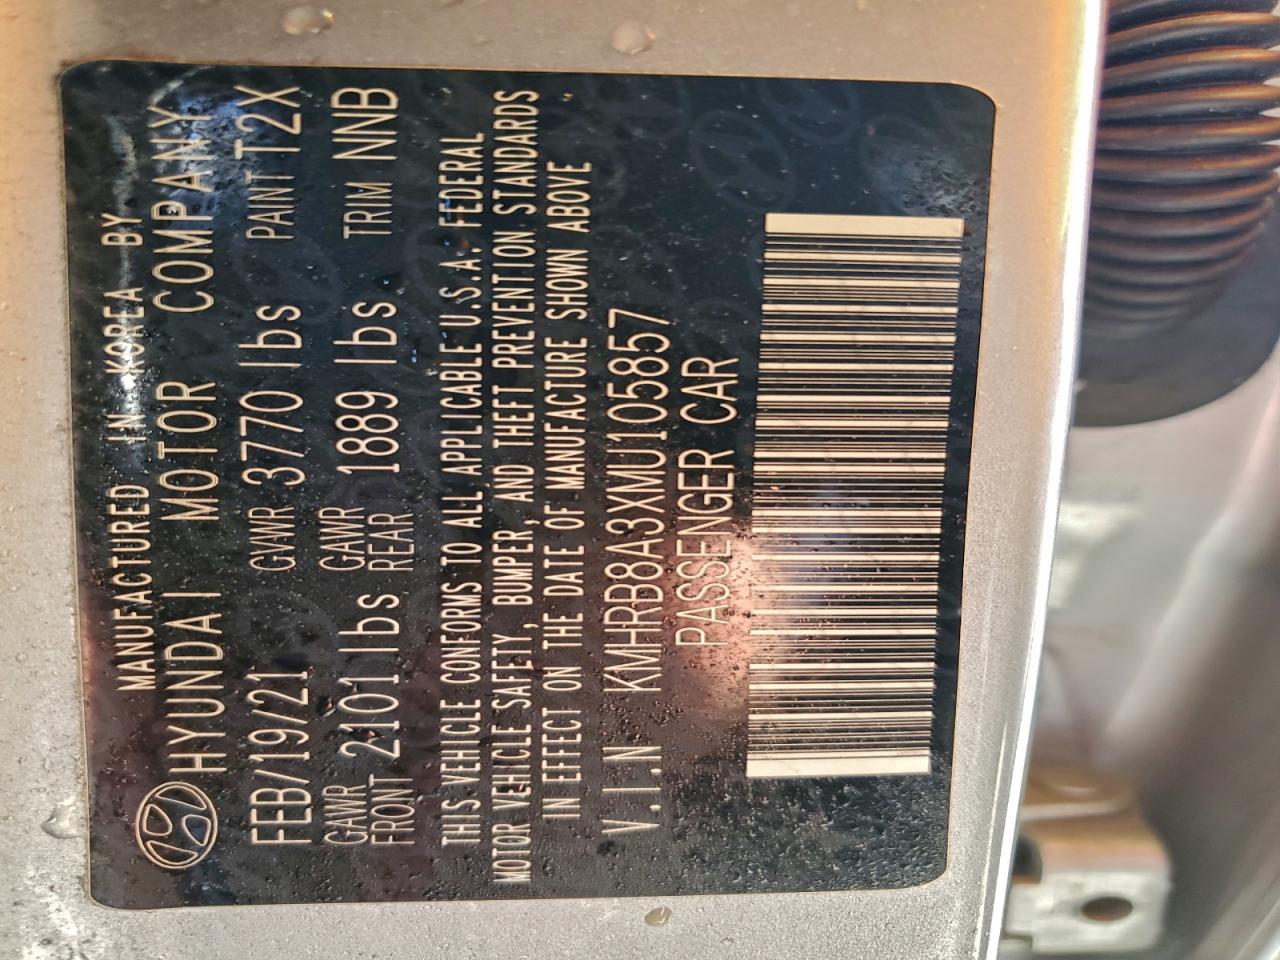 MANUFACTURED IN KOREA BY
HYUNDAI MOTOR COMPANY
FEB/19/21 GVWR 3770 lbs PAINT T2X
GAWR FRONT 2101 lbs GAWR REAR 1889 lbs TRIM NNB
THIS VEHICLE CONFORMS TO ALL APPLICABLE U.S.A. FEDERAL
MOTOR VEHICLE SAFETY, BUMPER, AND THEFT PREVENTION STANDARDS
IN EFFECT ON THE DATE OF MANUFACTURE SHOWN ABOVE
V.I.N KMHRB8A3XMU105857
PASSENGER CAR